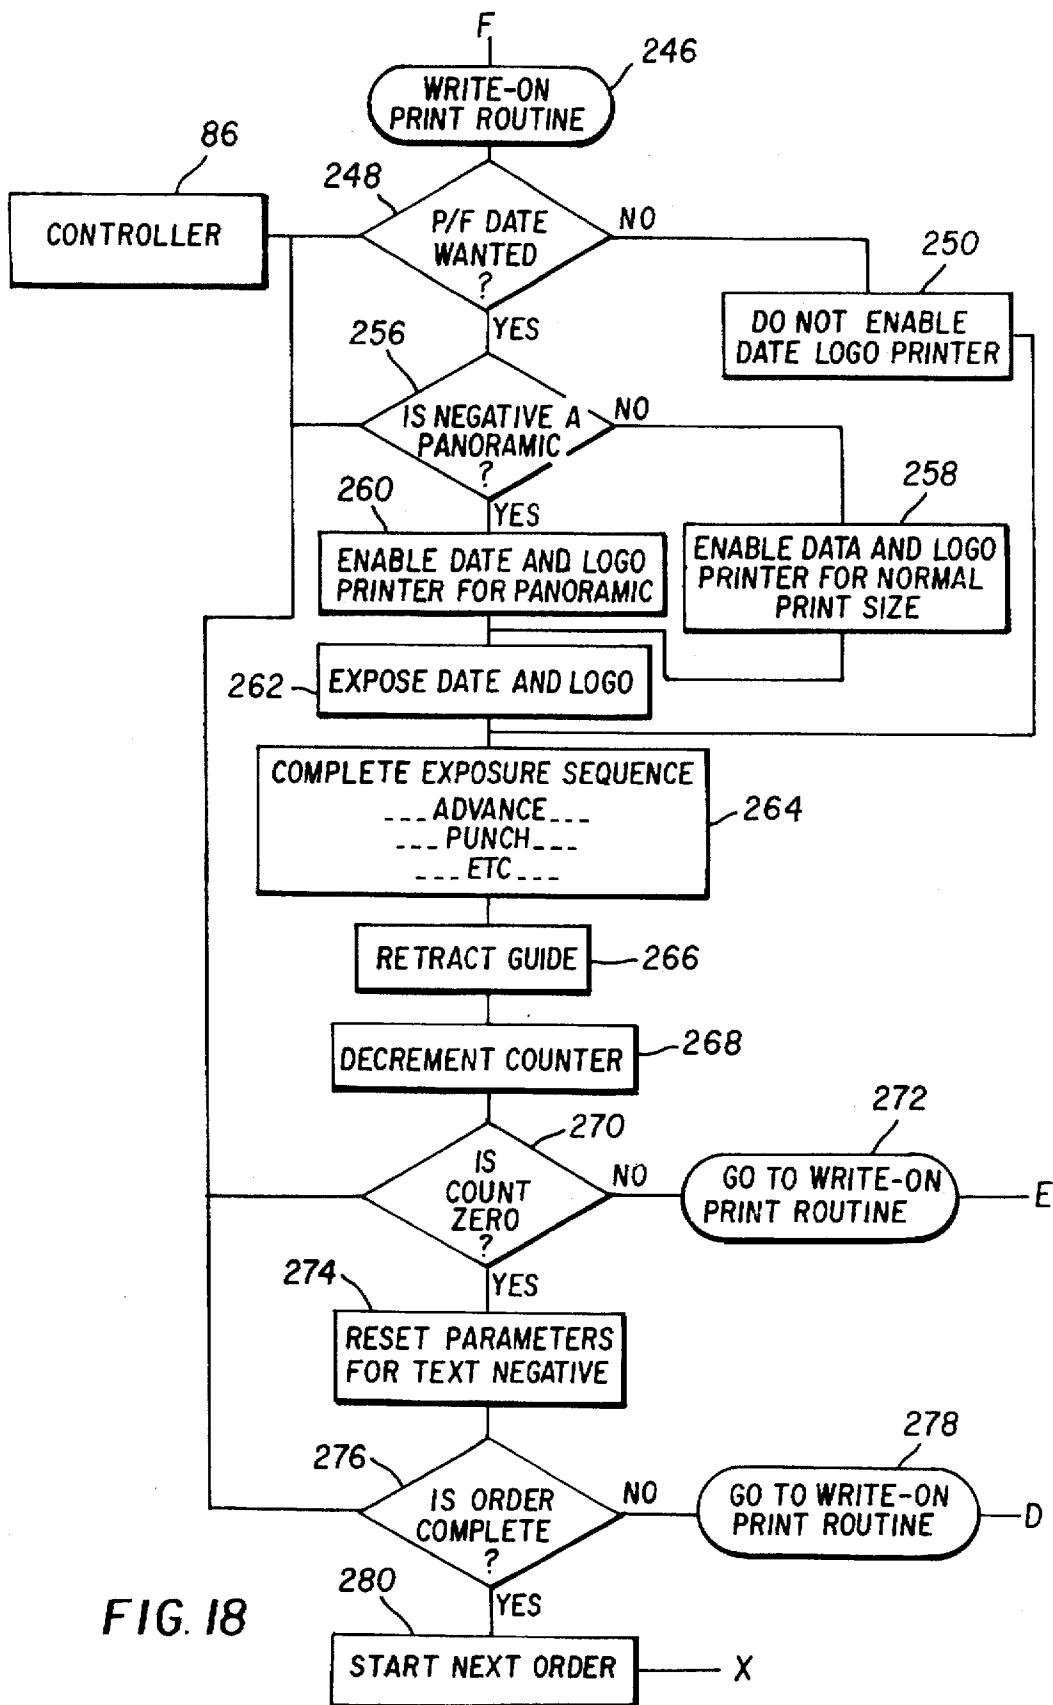 F
246
WRITE-ON
PRINT ROUTINE
86
CONTROLLER
248
P/F DATE
WANTED
?
NO
YES
250
DO NOT ENABLE
DATE LOGO PRINTER
256
IS NEGATIVE A
PANORAMIC
?
NO
YES
258
ENABLE DATA AND LOGO
PRINTER FOR NORMAL
PRINT SIZE
260
ENABLE DATE AND LOGO
PRINTER FOR PANORAMIC
262
EXPOSE DATE AND LOGO
COMPLETE EXPOSURE SEQUENCE
___ADVANCE___
___PUNCH___
___ETC___
264
RETRACT GUIDE
266
DECREMENT COUNTER
268
270
IS
COUNT
ZERO
?
NO
YES
272
GO TO WRITE-ON
PRINT ROUTINE
E
274
RESET PARAMETERS
FOR TEXT NEGATIVE
276
IS ORDER
COMPLETE
?
NO
YES
278
GO TO WRITE-ON
PRINT ROUTINE
D
280
START NEXT ORDER
X
FIG. 18